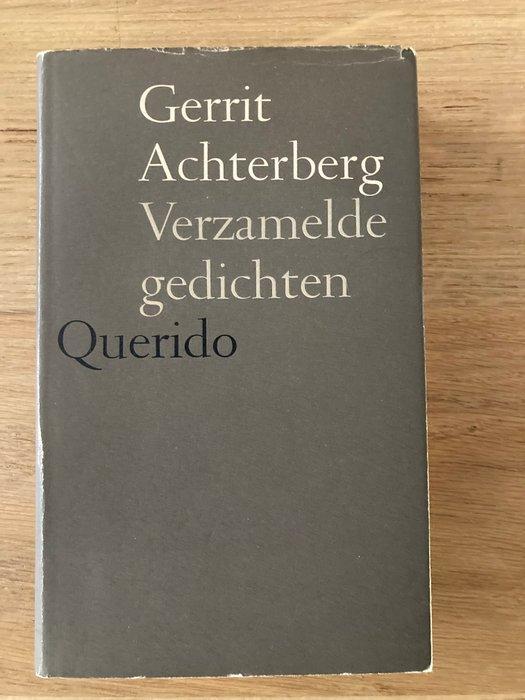 Gerrit
Achterberg
Verzamelde
gedichten
Querido